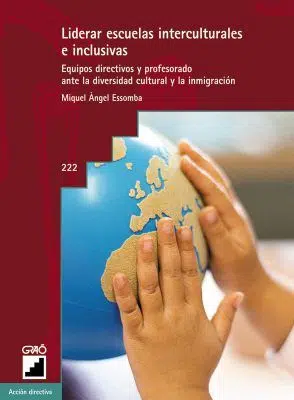 Liderar escuelas interculturales
e inclusivas
Equipos directivos y profesorado
ante la diversidad cultural y la inmigración
Miquel Àngel Essomba
222
GRAÓ
Acción directiva